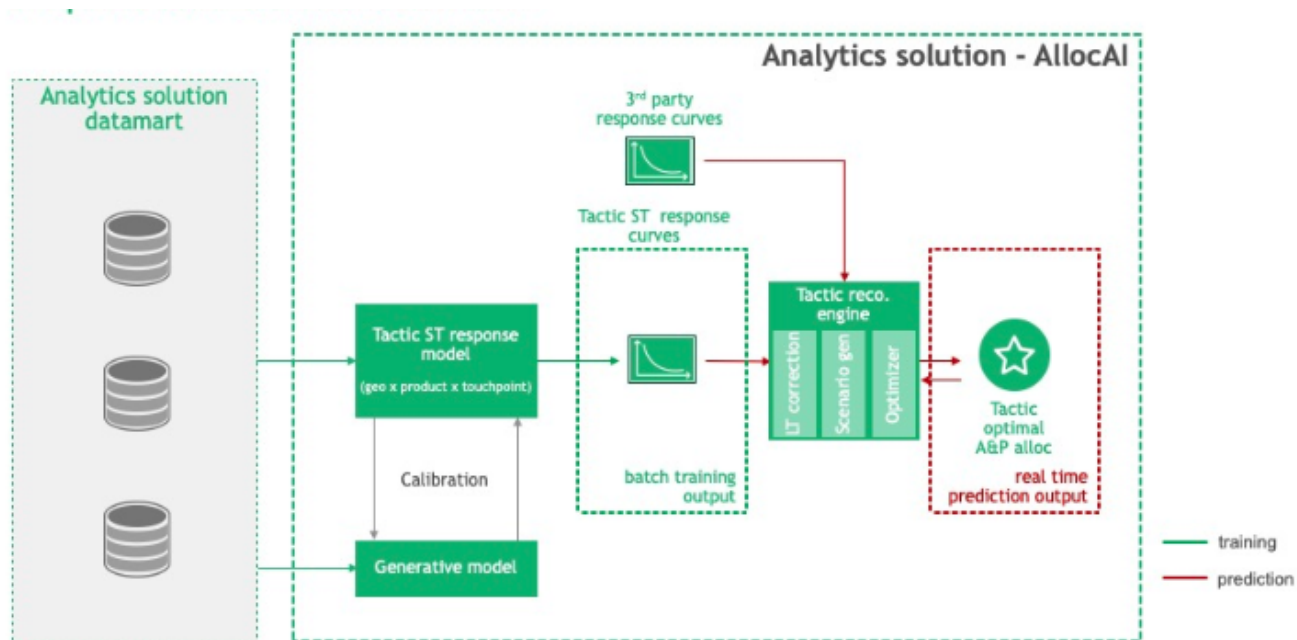 Analytics solution - AllocAI
Analytics solution
datamart
3rd party
response curves
Tactic ST response
curves
Tactic ST response
model
(geo x product x touchpoint)
Tactic reco.
engine
LT correction
Scenario gen
Optimizer
Tactic
optimal
A&P alloc
Calibration
batch training
output
real time
prediction output
Generative model
training
prediction